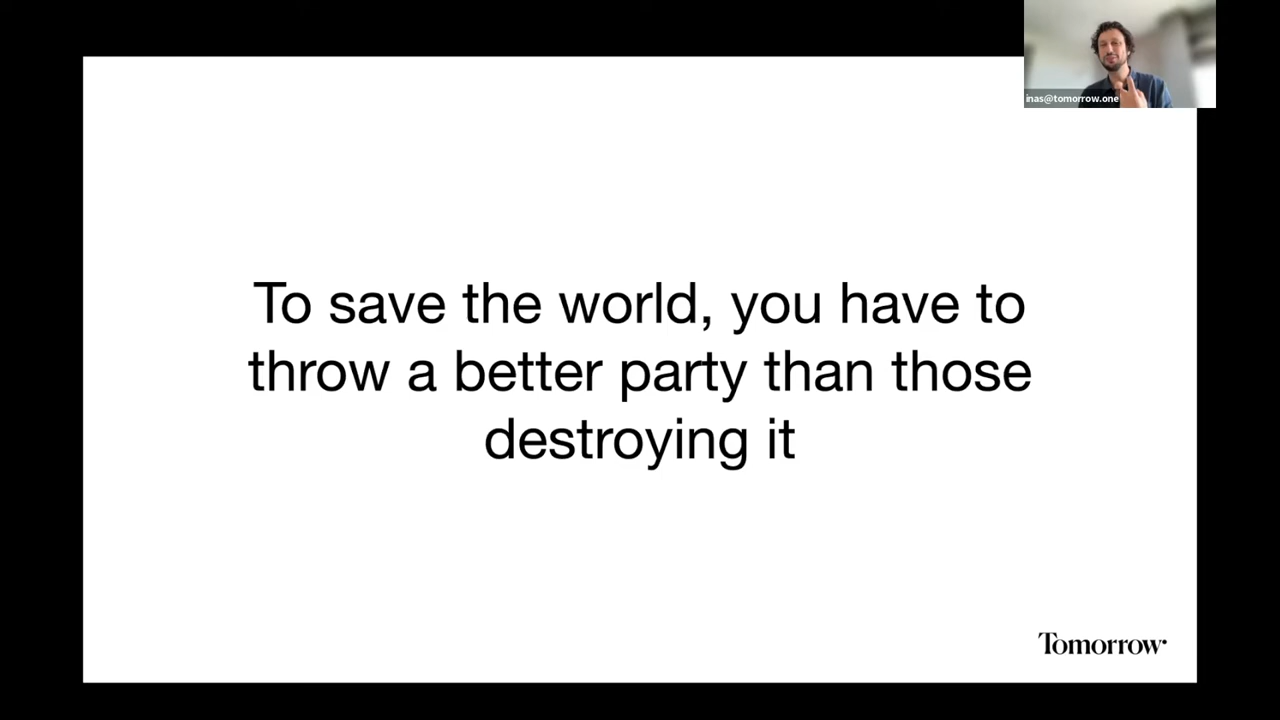 inas@tomorrow.one
To save the world, you have to
throw a better party than those
destroying it
Tomorrow